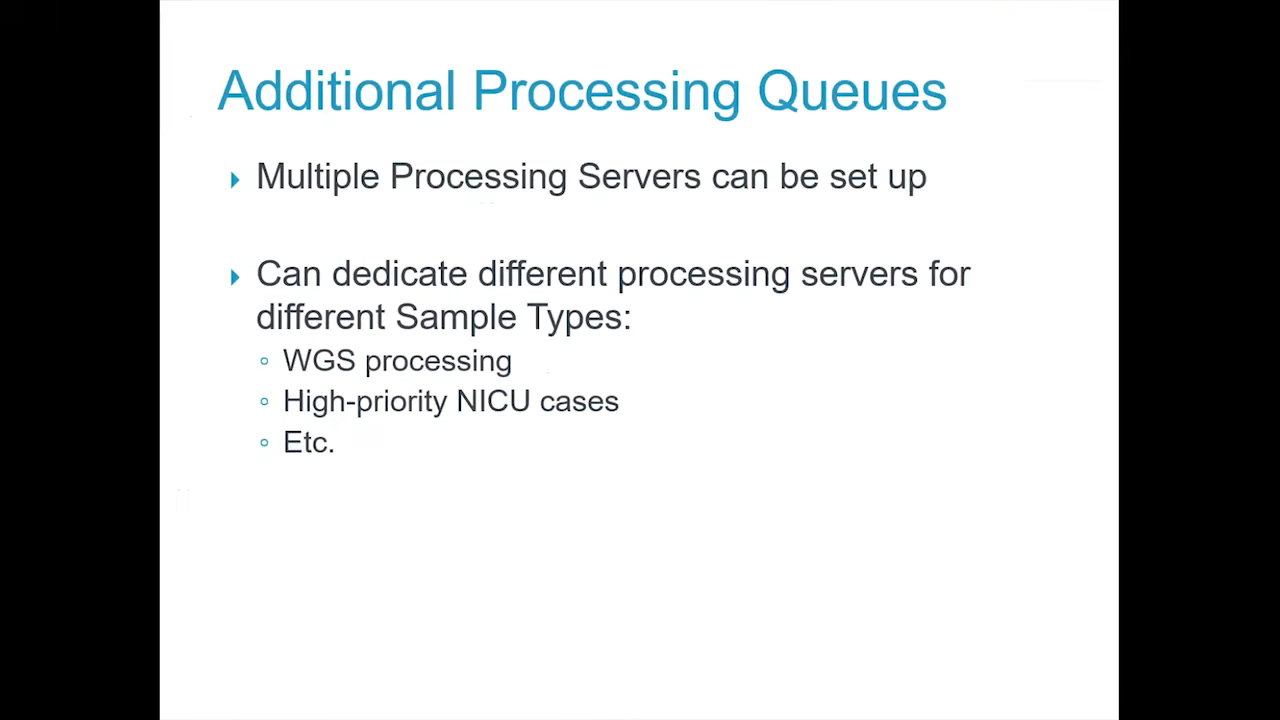 Additional Processing Queues
Multiple Processing Servers can be set up
Can dedicate different processing servers for
different Sample Types:
WGS processing
High-priority NICU cases
Etc.